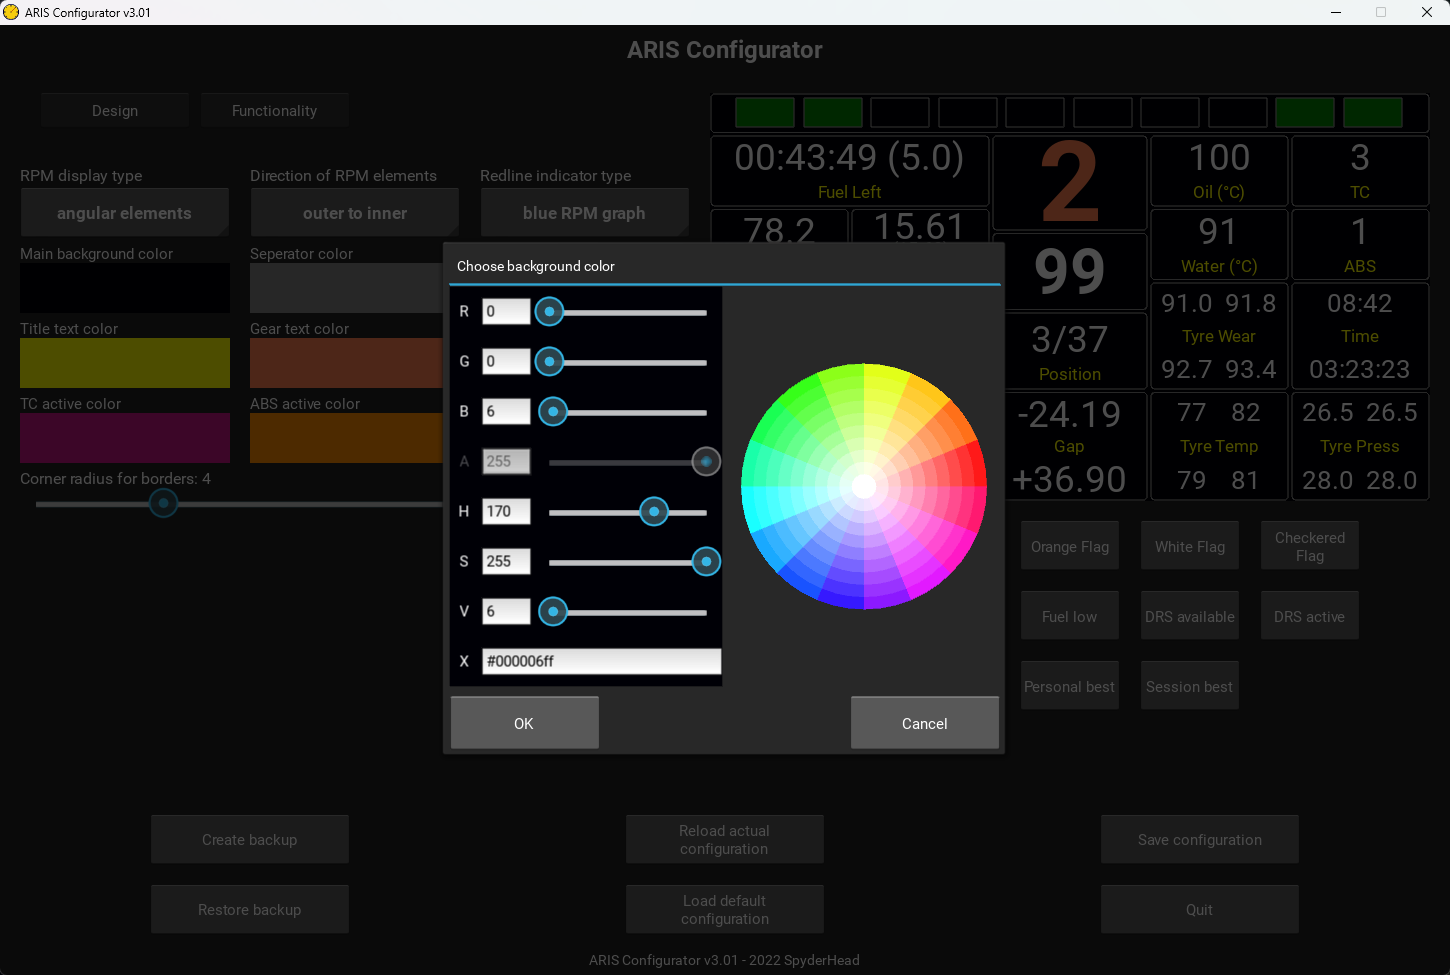 ARIS Configurator v3.01
ARIS Configurator
Design
Functionality
RPM display type
Direction of RPM elements
Redline indicator type
angular elements
outer to inner
blue RPM graph
Main background color
Seperator color
Title text color
Gear text color
TC active color
ABS active color
Corner radius for borders: 4
00:43:49 (5.0)
Fuel Left
78.2
15.61
2
99
3/37
Position
-24.19
Gap
+36.90
100
Oil (°C)
3
TC
91
Water (°C)
1
ABS
91.0 91.8
Tyre Wear
92.7 93.4
08:42
Time
03:23:23
77 82
Tyre Temp
79 81
26.5 26.5
Tyre Press
28.0 28.0
Choose background color
R 0
G 0
B 6
A 255
H 170
S 255
V 6
X #000006ff
OK
Cancel
Orange Flag
White Flag
Checkered
Flag
Fuel low
DRS available
DRS active
Personal best
Session best
Create backup
Reload actual
configuration
Save configuration
Restore backup
Load default
configuration
Quit
ARIS Configurator v3.01 - 2022 SpyderHead